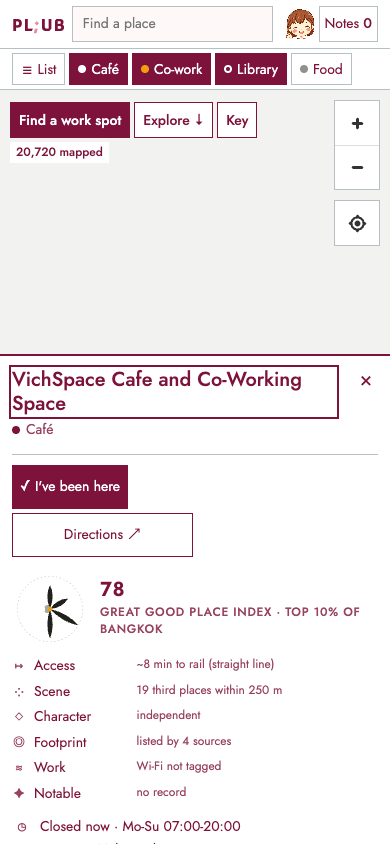 PL;UB
Find a place
Notes 0
≡ List
Café
Co-work
Library
Food
Find a work spot
Explore ↓
Key
20,720 mapped
+
−
VichSpace Cafe and Co-Working
Space
×
Café
✓ I've been here
Directions ↗
78
GREAT GOOD PLACE INDEX · TOP 10% OF
BANGKOK
Access ~8 min to rail (straight line)
Scene 19 third places within 250 m
Character independent
Footprint listed by 4 sources
Work Wi-Fi not tagged
Notable no record
Closed now · Mo-Su 07:00-20:00